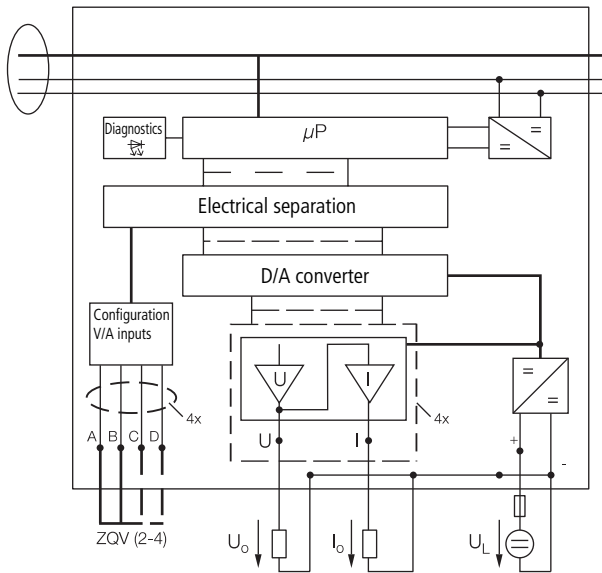 Diagnostics
µP
=
=
Electrical separation
D/A converter
Configuration
V/A inputs
U
I
=
=
4x
4x
A B C D
U
I
+
-
ZQV (2-4)
Uo
Io
UL
=